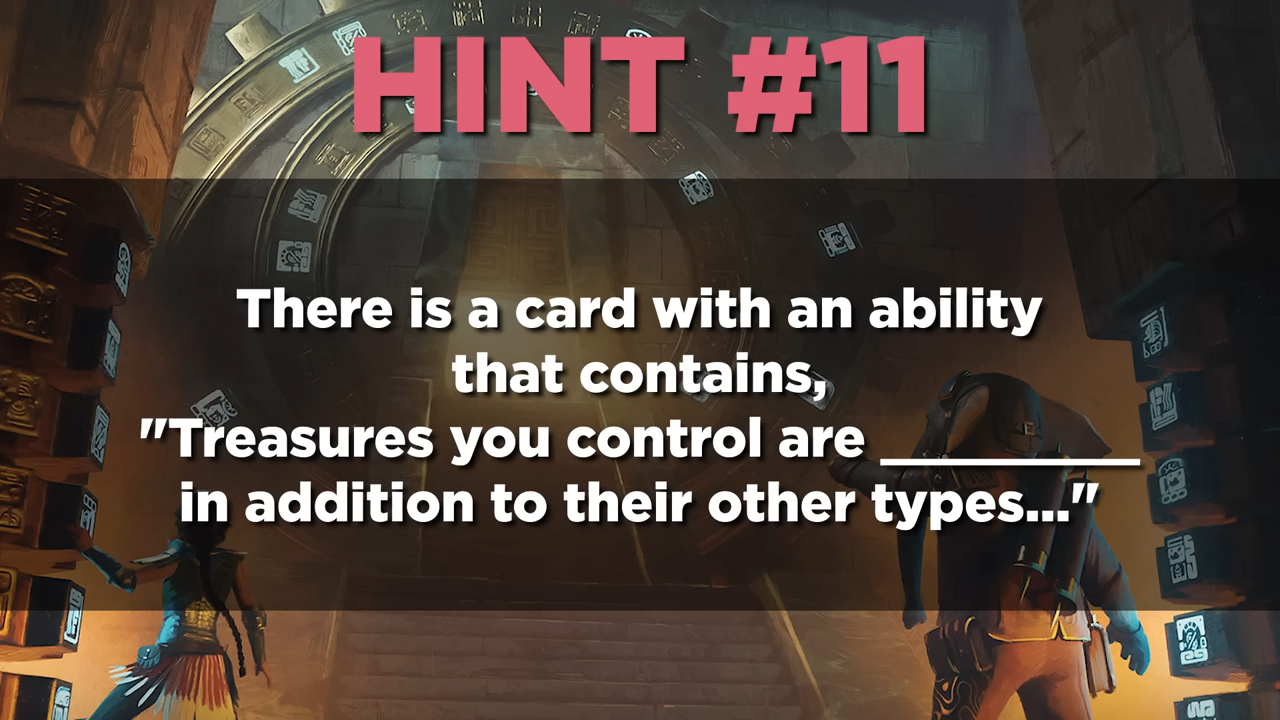 HINT #11
There is a card with an ability
that contains,
"Treasures you control are ________
in addition to their other types..."